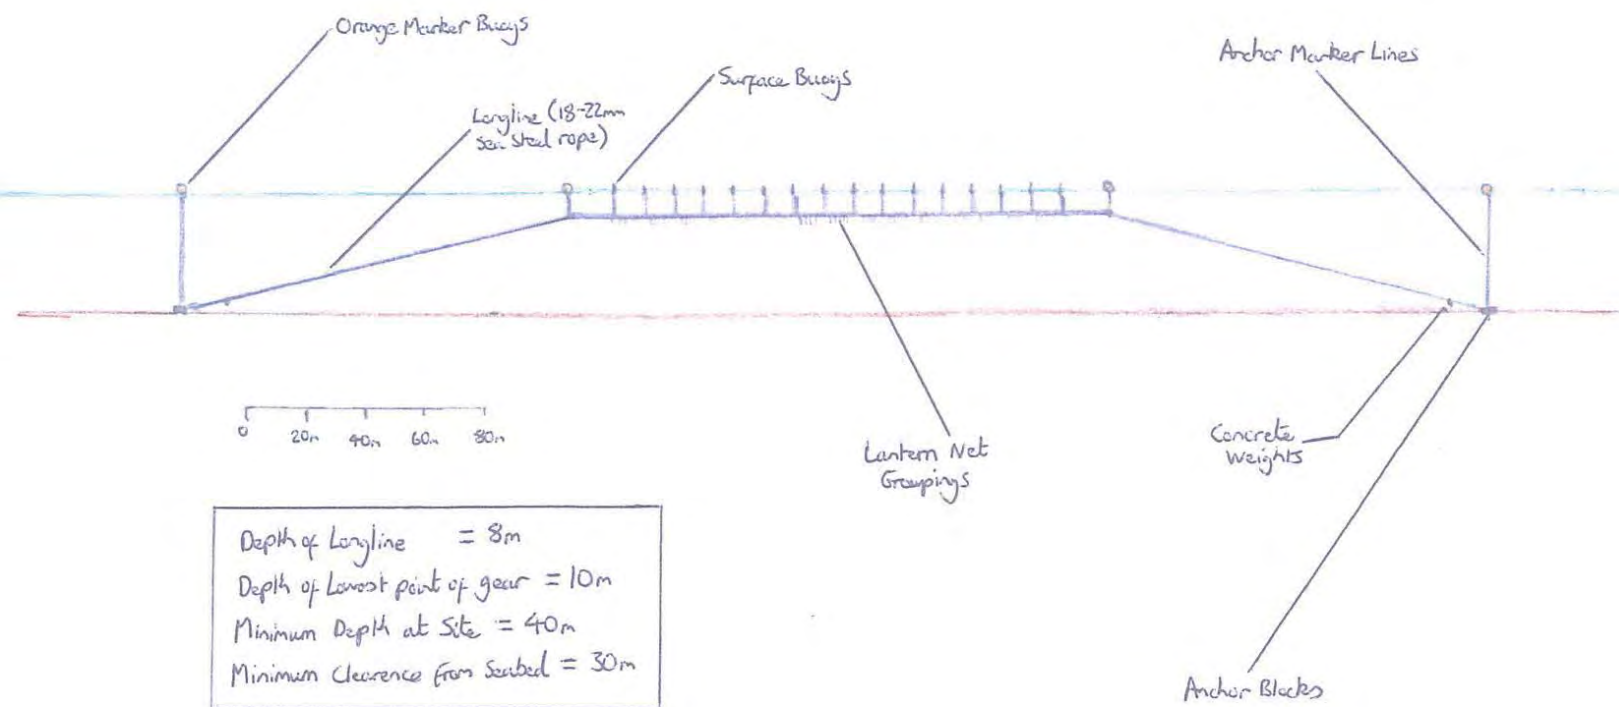 Orange Marker Buoys
Surface Buoys
Anchor Marker Lines
Longline (18-22mm
sea steel rope)
0 20m 40m 60m 80m
Lantern Net
Groupings
Concrete
Weights
Depth of Longline = 8m
Depth of Lowest point of gear = 10m
Minimum Depth at Site = 40m
Minimum Clearence from Seabed = 30m
Anchor Blocks